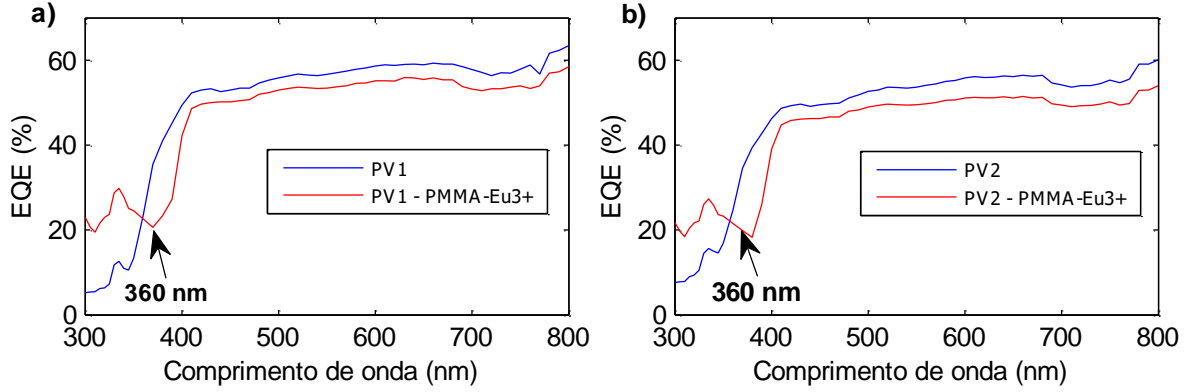 a)
EQE (%)
60
40
20
0
PV1
PV1 - PMMA-Eu3+
360 nm
300 400 500 600 700 800
Comprimento de onda (nm)
b)
EQE (%)
60
40
20
0
PV2
PV2 - PMMA-Eu3+
360 nm
300 400 500 600 700 800
Comprimento de onda (nm)